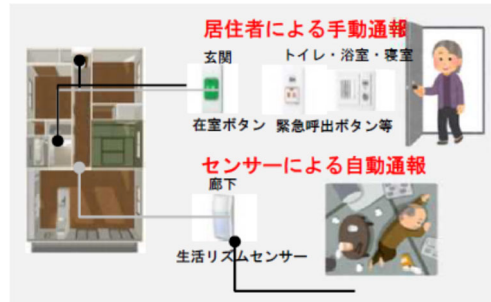 居住者による手動通報
玄関
トイレ・浴室・寝室
在室ボタン
緊急呼出ボタン等
センサーによる自動通報
廊下
生活リズムセンサー